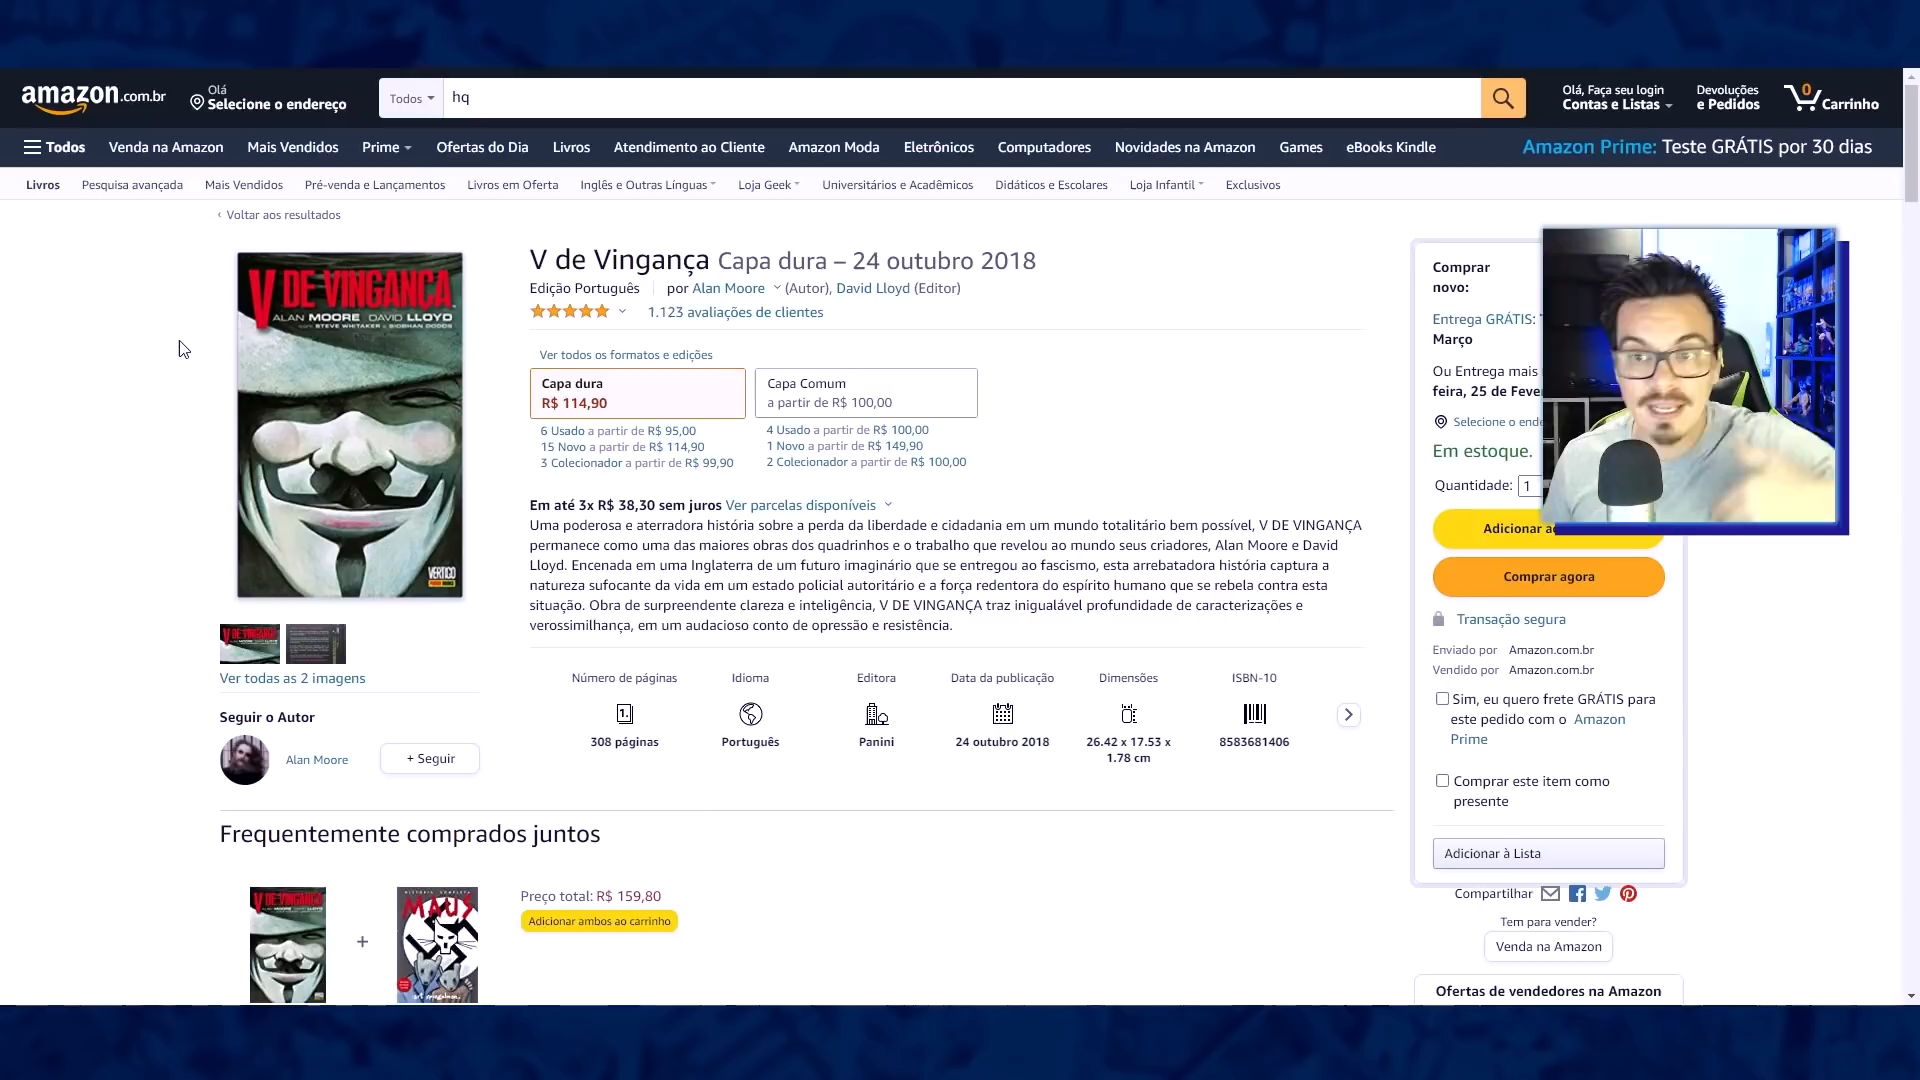 amazon.com.br
Olá
Selecione o endereço
Todos
hq
Olá, Faça seu login
Contas e Listas
Devoluções
e Pedidos
0
Carrinho
Todos
Venda na Amazon
Mais Vendidos
Prime
Ofertas do Dia
Livros
Atendimento ao Cliente
Amazon Moda
Eletrônicos
Computadores
Novidades na Amazon
Games
eBooks Kindle
Amazon Prime: Teste GRÁTIS por 30 dias
Livros
Pesquisa avançada
Mais Vendidos
Pré-venda e Lançamentos
Livros em Oferta
Inglês e Outras Línguas
Loja Geek
Universitários e Acadêmicos
Didáticos e Escolares
Loja Infantil
Exclusivos
‹ Voltar aos resultados
V DE VINGANÇA
ALAN MOORE DAVID LLOYD
COM STEVE WHITAKER & SIOBHAN DODDS
VERTIGO
Ver todas as 2 imagens
Seguir o Autor
Alan Moore
+ Seguir
V de Vingança Capa dura – 24 outubro 2018
Edição Português
por Alan Moore (Autor), David Lloyd (Editor)
1.123 avaliações de clientes
Ver todos os formatos e edições
Capa dura
R$ 114,90
6 Usado a partir de R$ 95,00
15 Novo a partir de R$ 114,90
3 Colecionador a partir de R$ 99,90
Capa Comum
a partir de R$ 100,00
4 Usado a partir de R$ 100,00
1 Novo a partir de R$ 149,90
2 Colecionador a partir de R$ 100,00
Em até 3x R$ 38,30 sem juros Ver parcelas disponíveis
Uma poderosa e aterradora história sobre a perda da liberdade e cidadania em um mundo totalitário bem possível, V DE VINGANÇA
permanece como uma das maiores obras dos quadrinhos e o trabalho que revelou ao mundo seus criadores, Alan Moore e David
Lloyd. Encenada em uma Inglaterra de um futuro imaginário que se entregou ao fascismo, esta arrebatadora história captura a
natureza sufocante da vida em um estado policial autoritário e a força redentora do espírito humano que se rebela contra esta
situação. Obra de surpreendente clareza e inteligência, V DE VINGANÇA traz inigualável profundidade de caracterizações e
verossimilhança, em um audacioso conto de opressão e resistência.
Número de páginas
308 páginas
Idioma
Português
Editora
Panini
Data da publicação
24 outubro 2018
Dimensões
26.42 x 17.53 x
1.78 cm
ISBN-10
8583681406
Comprar
novo:
Entrega GRÁTIS:
Março
Ou Entrega mais
feira, 25 de Feve
Selecione o ende
Em estoque.
Quantidade: 1
Adicionar a
Comprar agora
Transação segura
Enviado por Amazon.com.br
Vendido por Amazon.com.br
Sim, eu quero frete GRÁTIS para
este pedido com o Amazon
Prime
Comprar este item como
presente
Adicionar à Lista
Compartilhar
Tem para vender?
Venda na Amazon
Ofertas de vendedores na Amazon
Frequentemente comprados juntos
V DE VINGANÇA
+
MAUS
art spiegelman
Preço total: R$ 159,80
Adicionar ambos ao carrinho